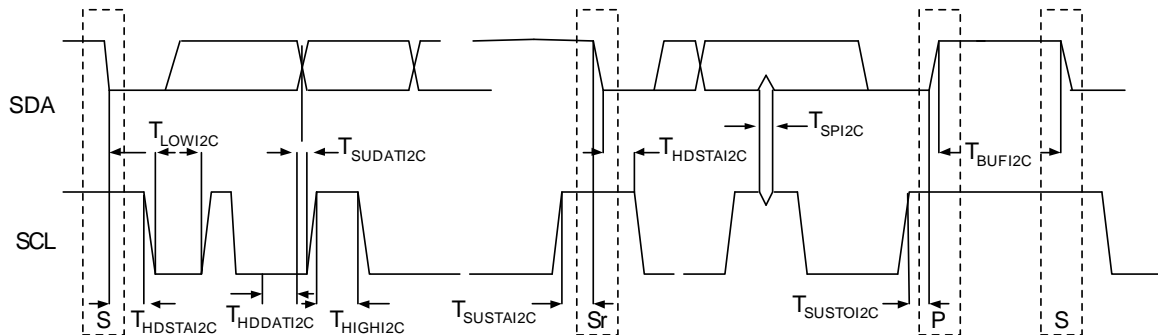 SDA
T_LOWI2C
T_SUDATI2C
T_SPI2C
T_HDSTAI2C
T_BUFI2C
SCL
S
T_HDSTAI2C
T_HDDATI2C
T_HIGHI2C
T_SUSTAI2C
Sr
T_SUSTOI2C
P
S